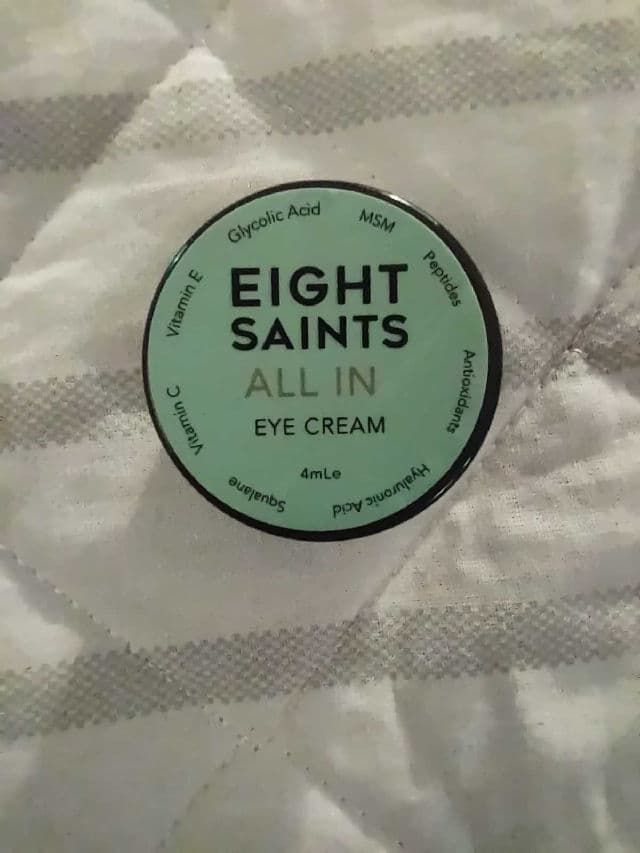 EIGHT
SAINTS
ALL IN
EYE CREAM
4mLe
Glycolic Acid
MSM
Peptides
Antioxidants
Hyaluronic Acid
Squalane
Vitamin C
Vitamin E